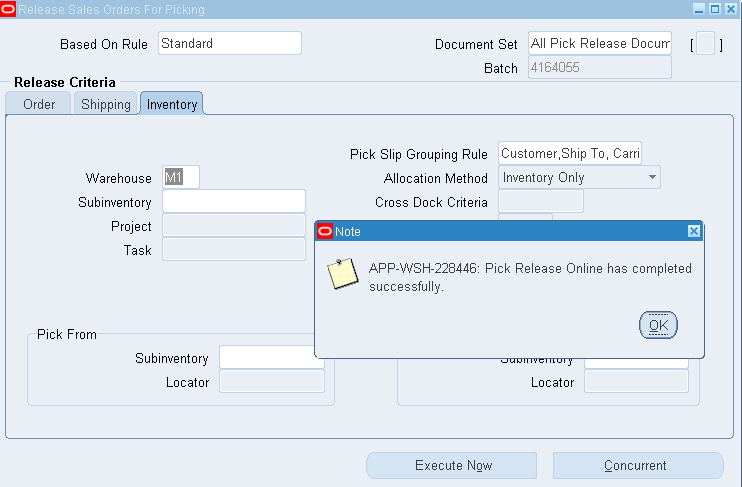 Release Sales Orders For Picking
Based On Rule Standard Document Set All Pick Release Docum [ ]
Batch 4164055
Release Criteria
Order Shipping Inventory
Pick Slip Grouping Rule Customer,Ship To, Carri
Warehouse M1 Allocation Method Inventory Only
Subinventory Cross Dock Criteria
Project
Task
Note
APP-WSH-228446: Pick Release Online has completed
successfully.
OK
Pick From
Subinventory Subinventory
Locator Locator
Execute Now Concurrent